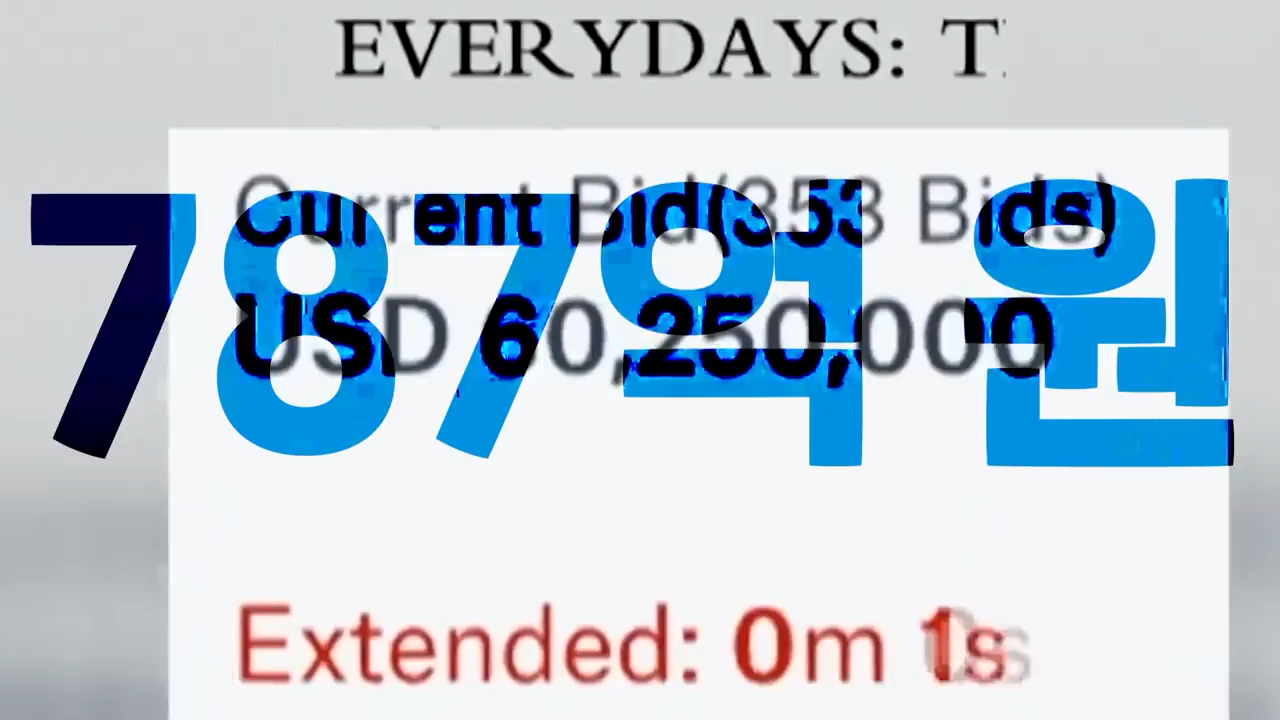 EVERYDAYS: T
Current Bid(353 Bids)
787억 원
USD 60,250,000
Extended: 0m 1s